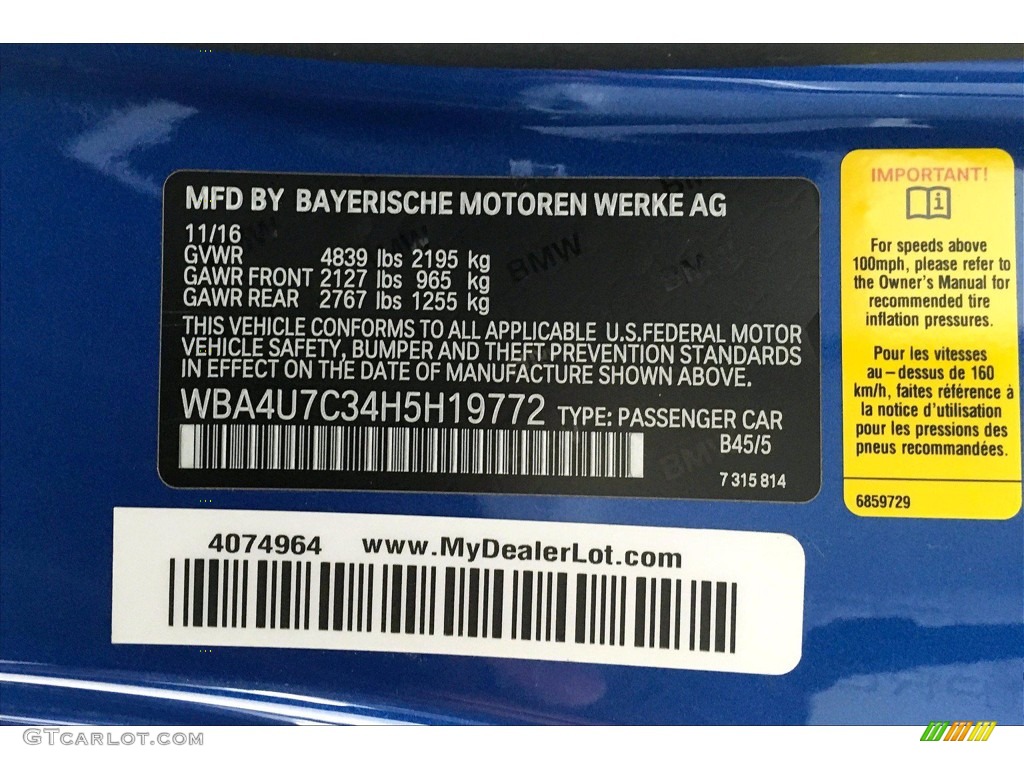 MFD BY BAYERISCHE MOTOREN WERKE AG
11/16
GVWR 4839 lbs 2195 kg
GAWR FRONT 2127 lbs 965 kg
GAWR REAR 2767 lbs 1255 kg
THIS VEHICLE CONFORMS TO ALL APPLICABLE U.S.FEDERAL MOTOR
VEHICLE SAFETY, BUMPER AND THEFT PREVENTION STANDARDS
IN EFFECT ON THE DATE OF MANUFACTURE SHOWN ABOVE.
WBA4U7C34H5H19772 TYPE: PASSENGER CAR
B45/5
7 315 814
BMW
IMPORTANT!
For speeds above
100mph, please refer to
the Owner's Manual for
recommended tire
inflation pressures.
Pour les vitesses
au–dessus de 160
km/h, faites référence à
la notice d'utilisation
pour les pressions des
pneus recommandées.
6859729
4074964 www.MyDealerLot.com
GTCARLOT.COM